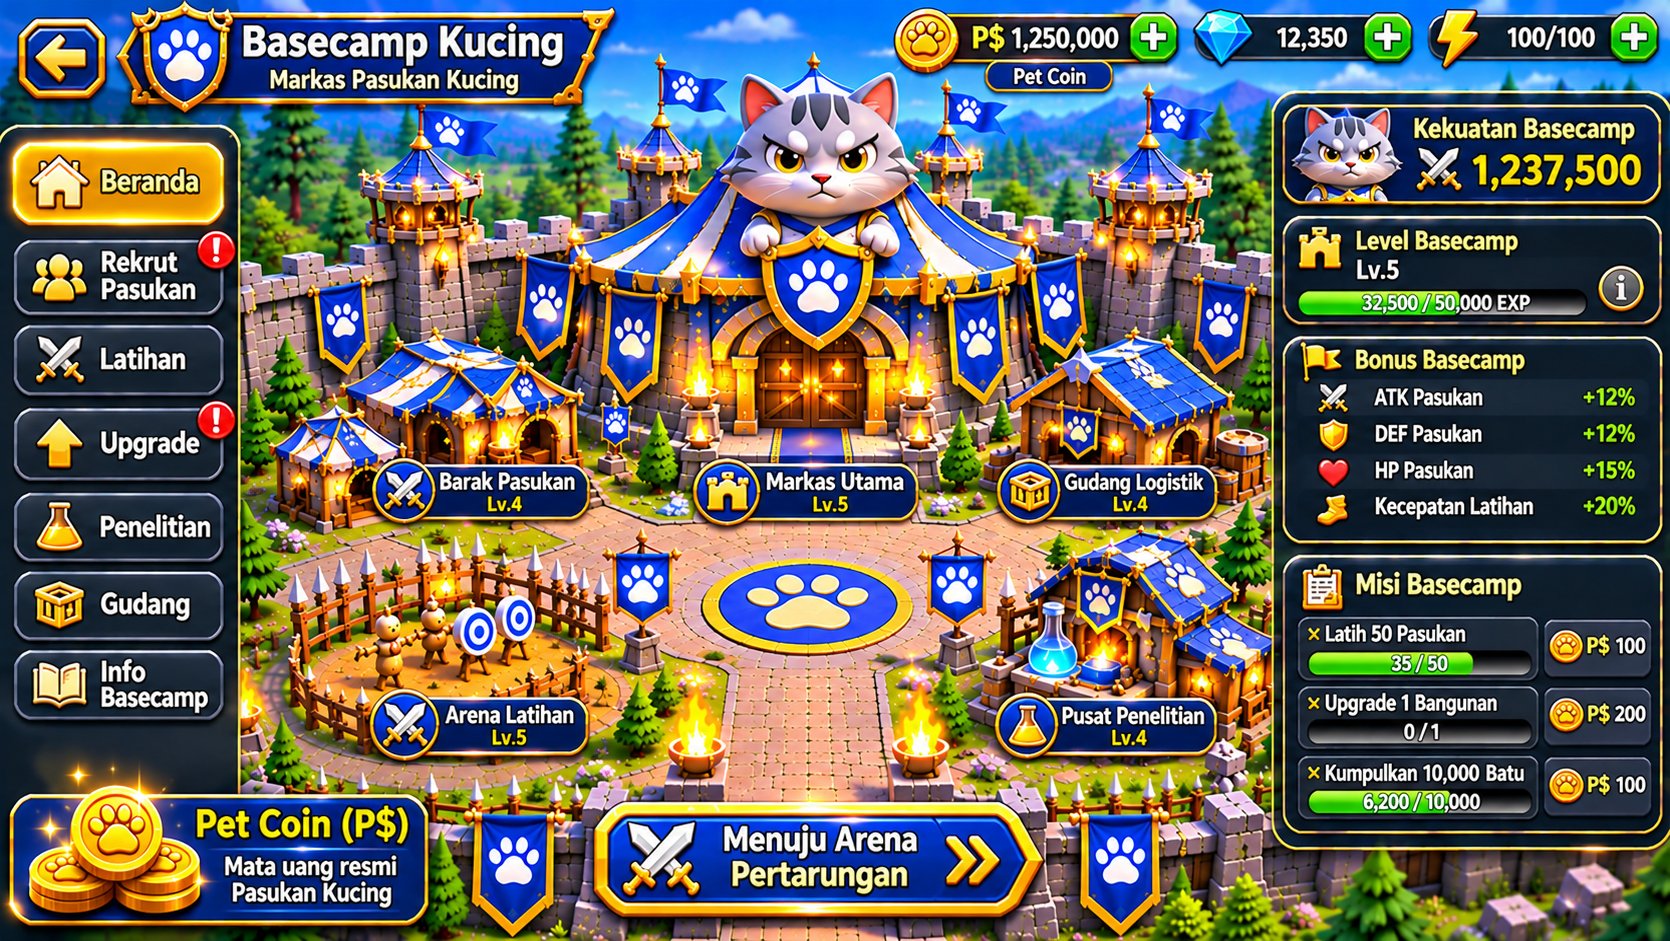 Basecamp Kucing
Markas Pasukan Kucing
P$ 1,250,000
Pet Coin
12,350
100/100
Beranda
Rekrut
Pasukan
!
Latihan
Upgrade
!
Penelitian
Gudang
Info
Basecamp
Kekuatan Basecamp
1,237,500
Level Basecamp
Lv.5
32,500 / 50,000 EXP
i
Bonus Basecamp
ATK Pasukan +12%
DEF Pasukan +12%
HP Pasukan +15%
Kecepatan Latihan +20%
Misi Basecamp
× Latih 50 Pasukan
35 / 50
P$ 100
× Upgrade 1 Bangunan
0 / 1
P$ 200
× Kumpulkan 10,000 Batu
6,200 / 10,000
P$ 100
Barak Pasukan
Lv.4
Markas Utama
Lv.5
Gudang Logistik
Lv.4
Arena Latihan
Lv.5
Pusat Penelitian
Lv.4
Pet Coin (P$)
Mata uang resmi
Pasukan Kucing
Menuju Arena
Pertarungan